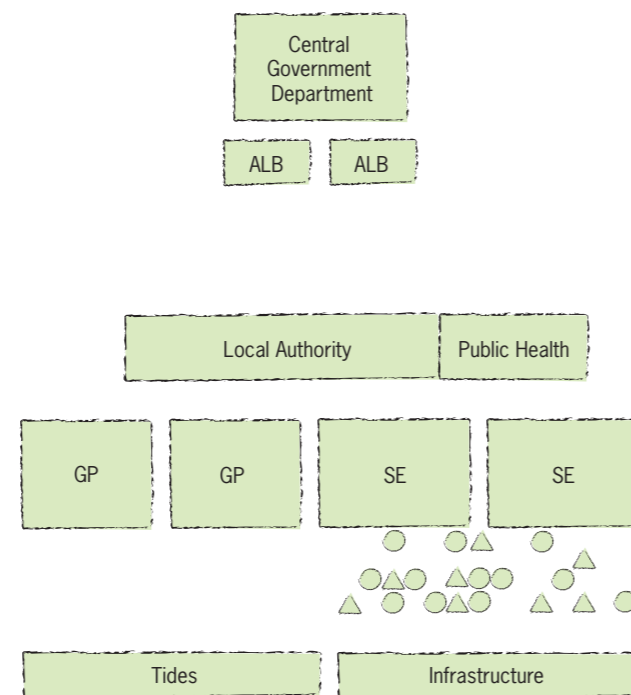 Central
Government
Department
ALB
ALB
Local Authority
Public Health
GP
GP
SE
SE
Tides
Infrastructure